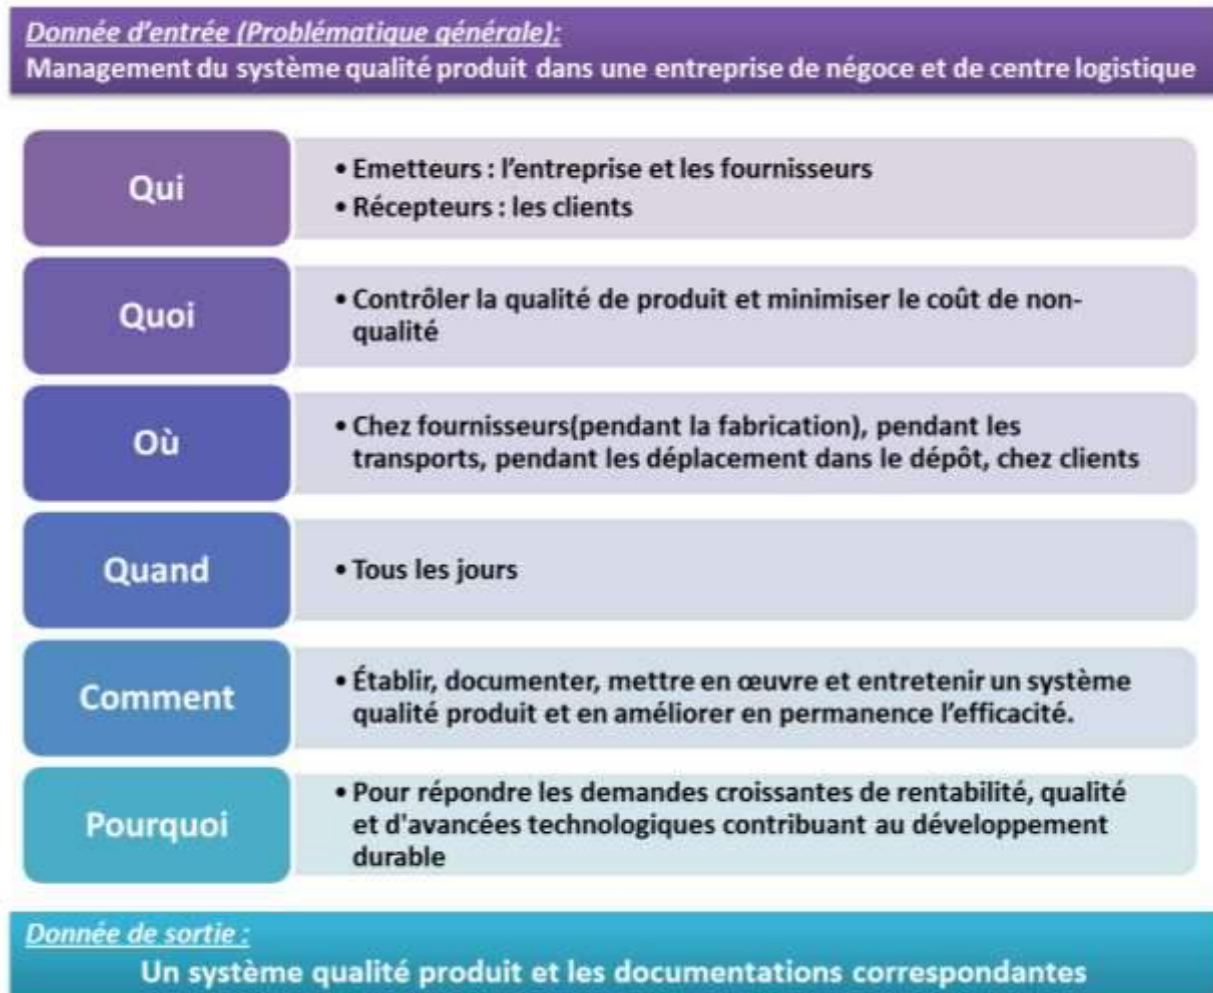 Donnée d'entrée (Problématique générale):
Management du système qualité produit dans une entreprise de négoce et de centre logistique
Qui
• Emetteurs : l'entreprise et les fournisseurs
• Récepteurs : les clients
Quoi
• Contrôler la qualité de produit et minimiser le coût de non-
qualité
Où
• Chez fournisseurs(pendant la fabrication), pendant les
transports, pendant les déplacement dans le dépôt, chez clients
Quand
• Tous les jours
Comment
• Établir, documenter, mettre en œuvre et entretenir un système
qualité produit et en améliorer en permanence l'efficacité.
Pourquoi
• Pour répondre les demandes croissantes de rentabilité, qualité
et d'avancées technologiques contribuant au développement
durable
Donnée de sortie :
Un système qualité produit et les documentations correspondantes